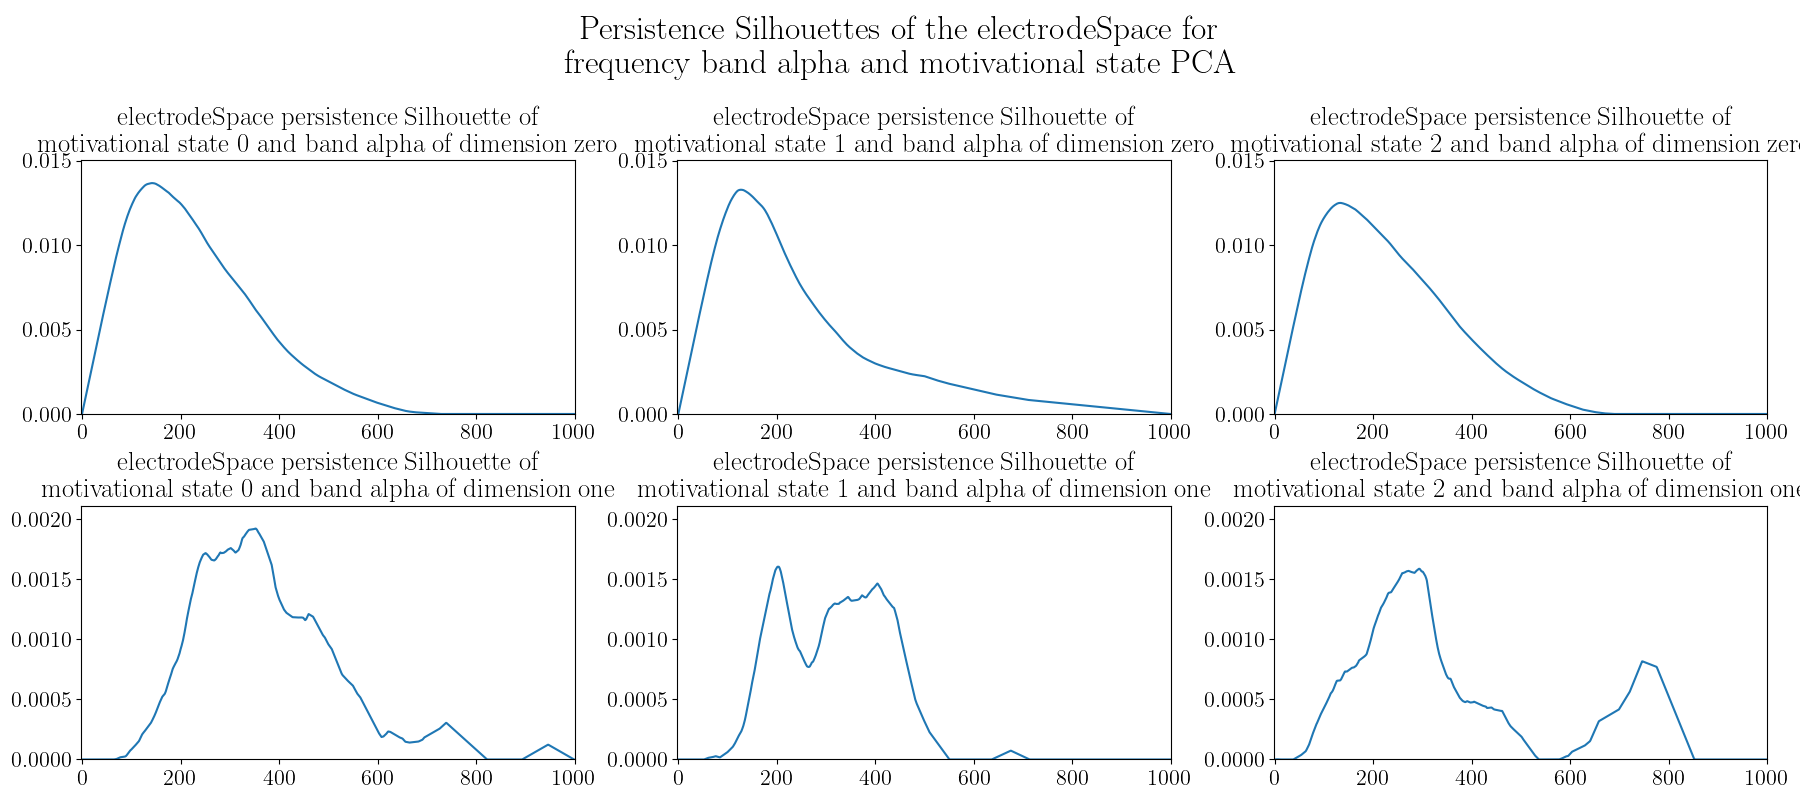 Persistence Silhouettes of the electrodeSpace for
frequency band alpha and motivational state PCA
electrodeSpace persistence Silhouette of
motivational state 0 and band alpha of dimension zero
0.015
0.010
0.005
0.000
0 200 400 600 800 1000
electrodeSpace persistence Silhouette of
motivational state 1 and band alpha of dimension zero
0.015
0.010
0.005
0.000
0 200 400 600 800 1000
electrodeSpace persistence Silhouette of
motivational state 2 and band alpha of dimension zero
0.015
0.010
0.005
0.000
0 200 400 600 800 1000
electrodeSpace persistence Silhouette of
motivational state 0 and band alpha of dimension one
0.0020
0.0015
0.0010
0.0005
0.0000
0 200 400 600 800 1000
electrodeSpace persistence Silhouette of
motivational state 1 and band alpha of dimension one
0.0020
0.0015
0.0010
0.0005
0.0000
0 200 400 600 800 1000
electrodeSpace persistence Silhouette of
motivational state 2 and band alpha of dimension one
0.0020
0.0015
0.0010
0.0005
0.0000
0 200 400 600 800 1000